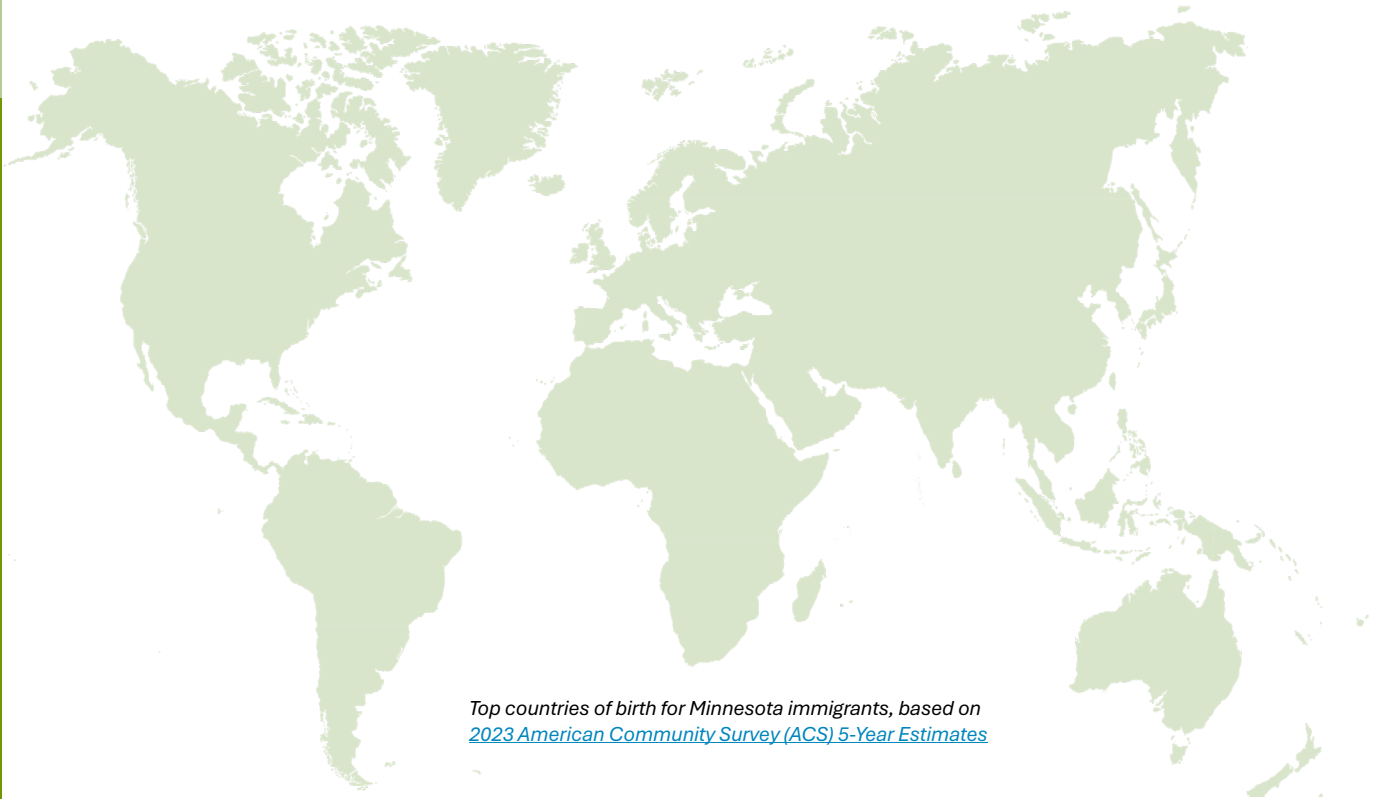 Top countries of birth for Minnesota immigrants, based on
2023 American Community Survey (ACS) 5-Year Estimates